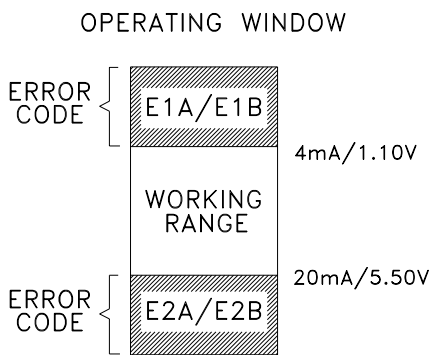 OPERATING WINDOW
ERROR
CODE
E1A/E1B
4mA/1.10V
WORKING
RANGE
20mA/5.50V
ERROR
CODE
E2A/E2B